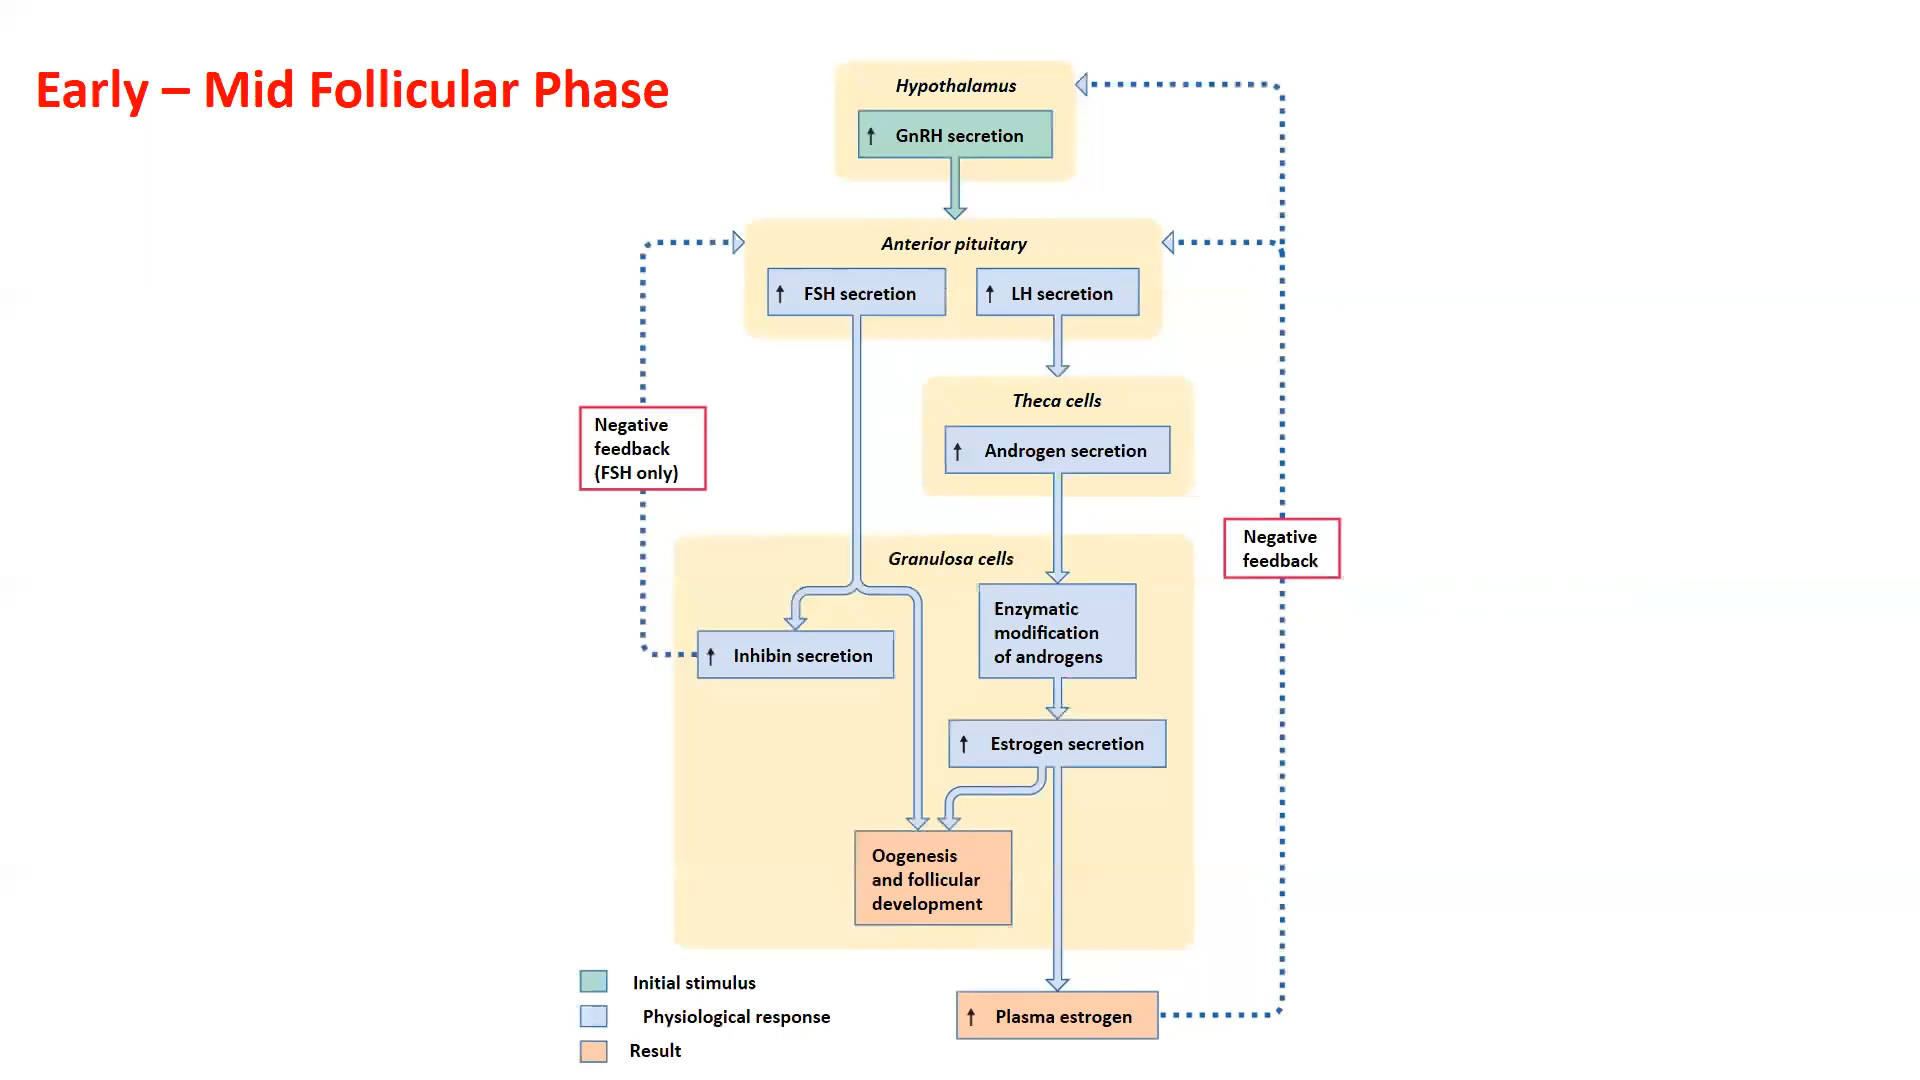 Early – Mid Follicular Phase
Hypothalamus
↑ GnRH secretion
Anterior pituitary
↑ FSH secretion
↑ LH secretion
Theca cells
↑ Androgen secretion
Negative
feedback
(FSH only)
Negative
feedback
Granulosa cells
Enzymatic
modification
of androgens
↑ Inhibin secretion
↑ Estrogen secretion
Oogenesis
and follicular
development
↑ Plasma estrogen
Initial stimulus
Physiological response
Result